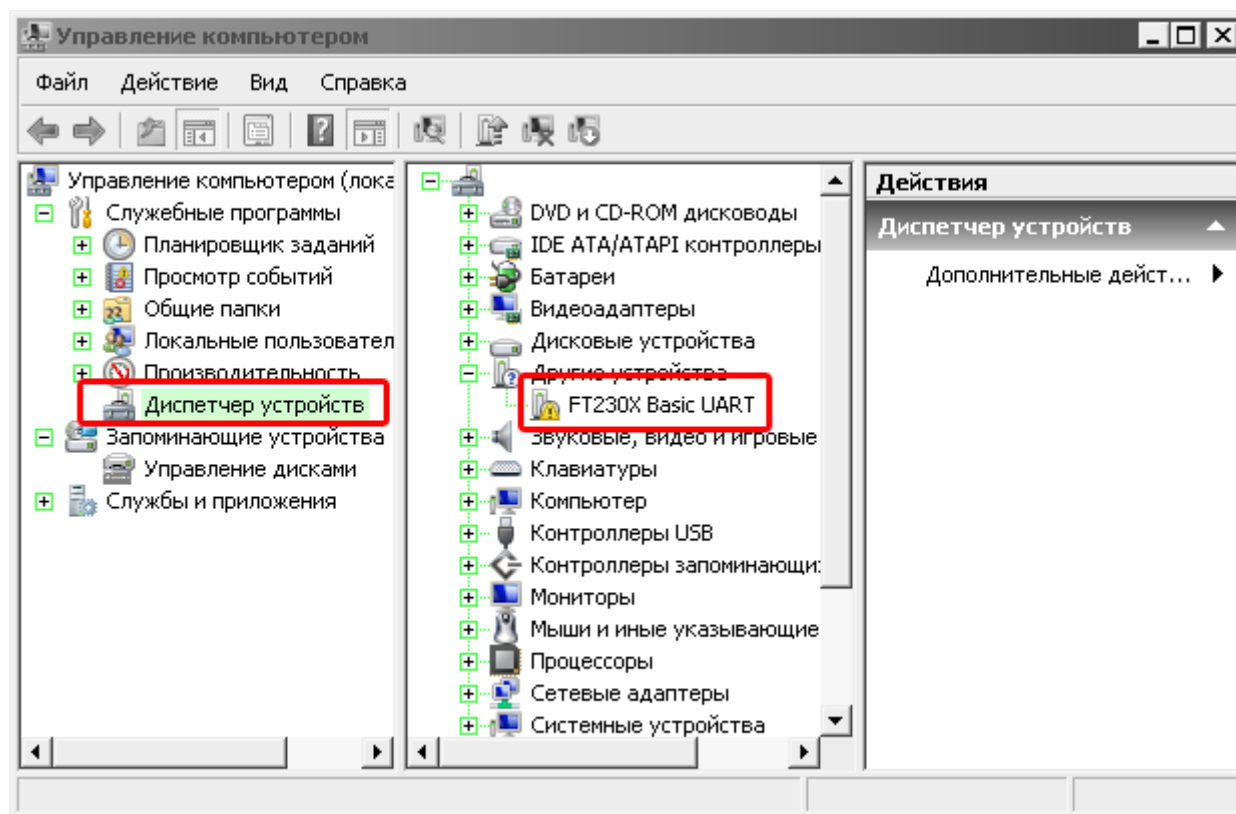 Управление компьютером
Файл Действие Вид Справка
Управление компьютером (лока
Служебные программы
Планировщик заданий
Просмотр событий
Общие папки
Локальные пользовател
Производительность
Диспетчер устройств
Запоминающие устройства
Управление дисками
Службы и приложения
DVD и CD-ROM дисководы
IDE ATA/ATAPI контроллеры
Батареи
Видеоадаптеры
Дисковые устройства
Другие устройства
FT230X Basic UART
Звуковые, видео и игровые
Клавиатуры
Компьютер
Контроллеры USB
Контроллеры запоминающи
Мониторы
Мыши и иные указывающие
Процессоры
Сетевые адаптеры
Системные устройства
Действия
Диспетчер устройств
Дополнительные дейст...